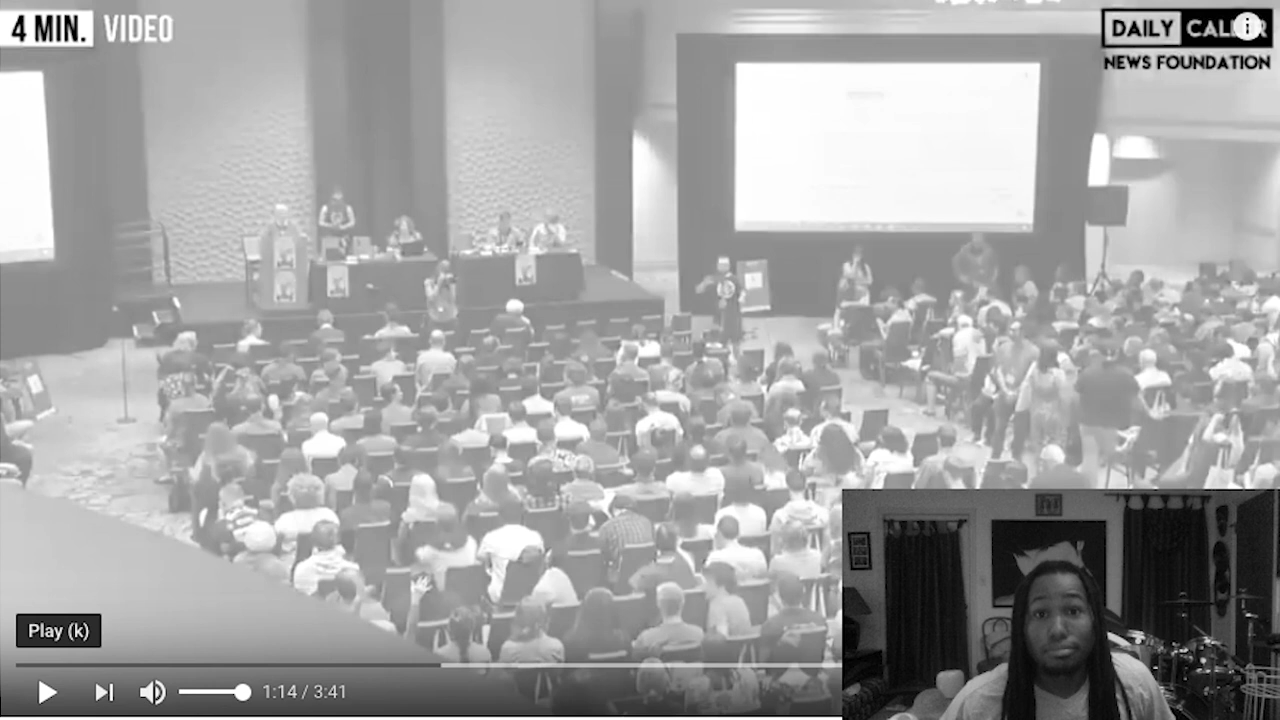 4 MIN. VIDEO
DAILY CALLER
NEWS FOUNDATION
Play (k)
1:14 / 3:41